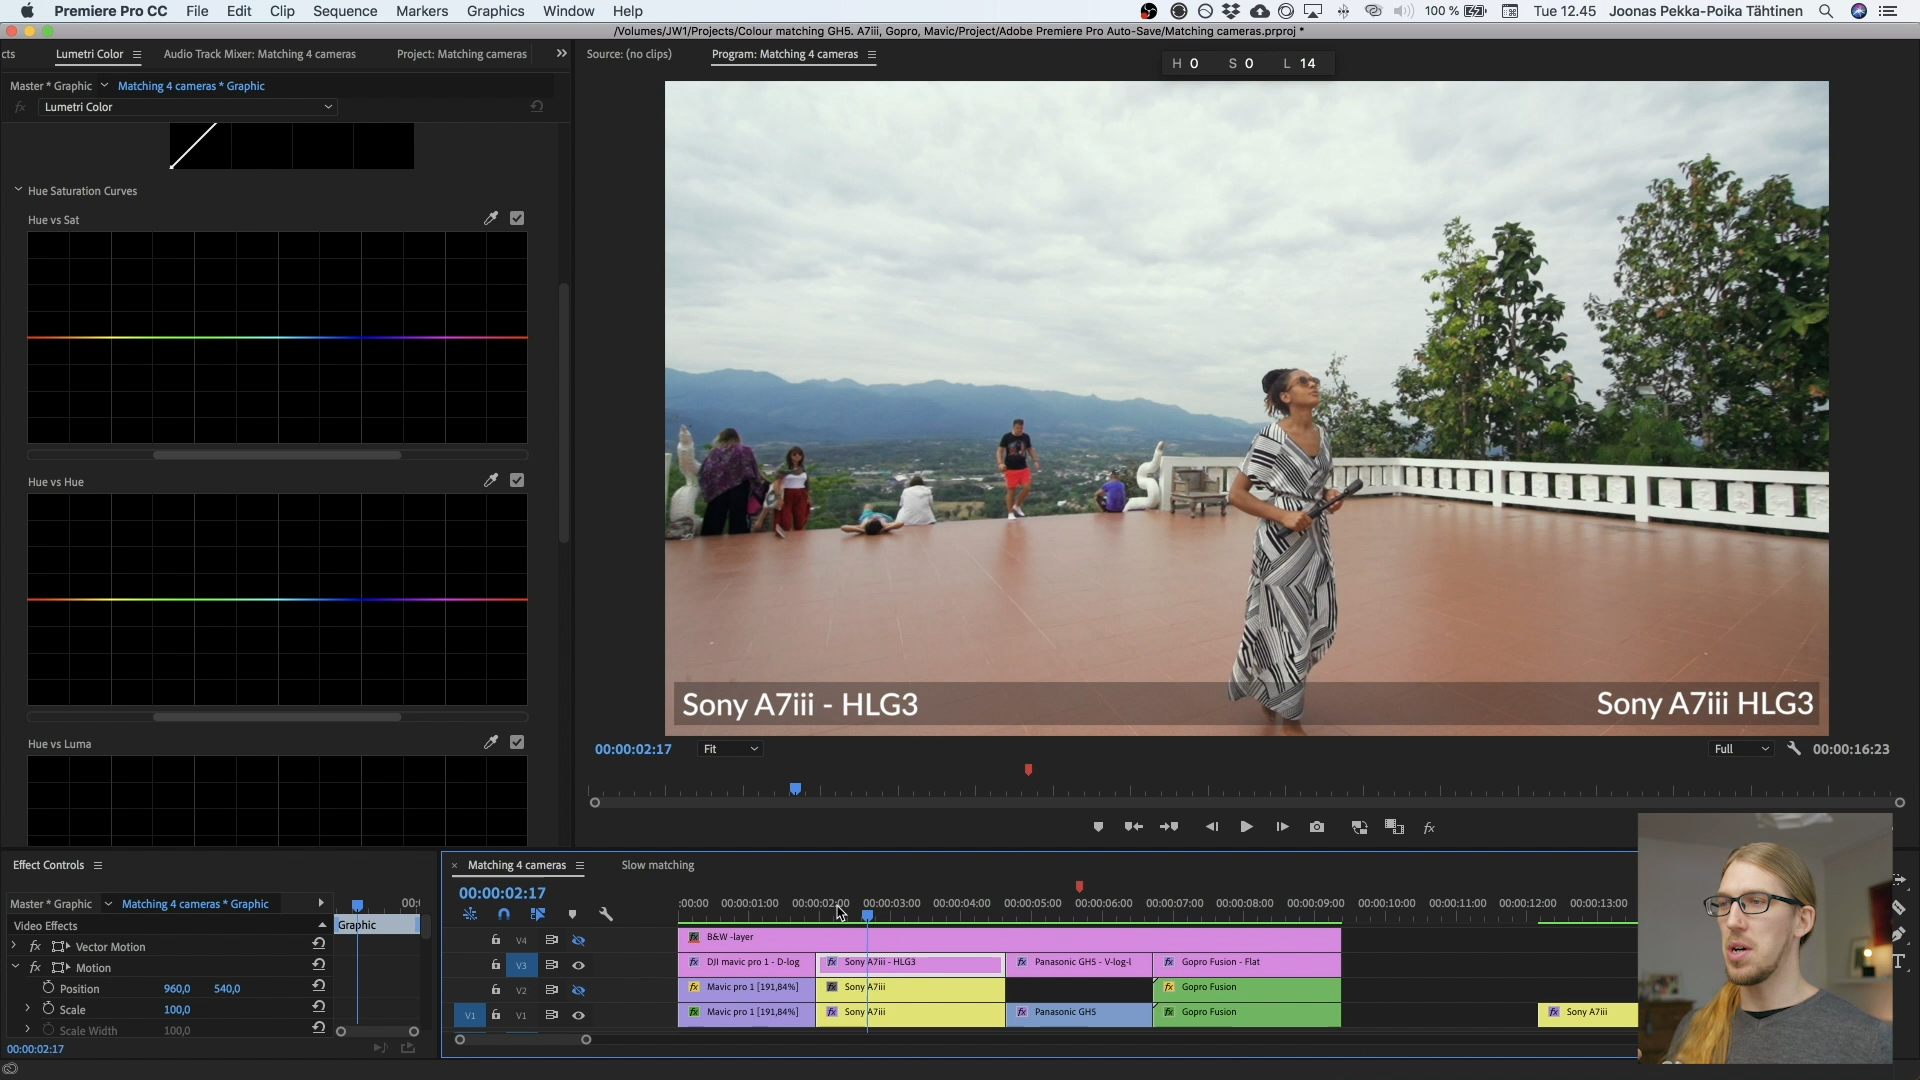 Premiere Pro CC File Edit Clip Sequence Markers Graphics Window Help 100 % Tue 12.45 Joonas Pekka-Poika Tähtinen
/Volumes/JW1/Projects/Colour matching GH5. A7iii, Gopro, Mavic/Project/Adobe Premiere Pro Auto-Save/Matching cameras.prproj *
cts Lumetri Color Audio Track Mixer: Matching 4 cameras Project: Matching cameras
Source: (no clips) Program: Matching 4 cameras H 0 S 0 L 14
Master * Graphic Matching 4 cameras * Graphic
fx Lumetri Color
Hue Saturation Curves
Hue vs Sat
Hue vs Hue
Hue vs Luma
Sony A7iii - HLG3
Sony A7iii HLG3
00:00:02:17 Fit Full 00:00:16:23
fx
Effect Controls
Master * Graphic Matching 4 cameras * Graphic 00:
Video Effects Graphic
fx Vector Motion
fx Motion
Position 960,0 540,0
Scale 100,0
Scale Width 100,0
00:00:02:17
× Matching 4 cameras Slow matching
00:00:02:17
:00:00 00:00:01:00 00:00:02:00 00:00:03:00 00:00:04:00 00:00:05:00 00:00:06:00 00:00:07:00 00:00:08:00 00:00:09:00 00:00:10:00 00:00:11:00 00:00:12:00 00:00:13:00
V4 fx B&W -layer
V3 DJI mavic pro 1 - D-log Sony A7iii - HLG3 Panasonic GH5 - V-log-l Gopro Fusion - Flat
V2 Mavic pro 1 [191,84%] Sony A7iii Gopro Fusion
V1 V1 Mavic pro 1 [191,84%] Sony A7iii Panasonic GH5 Gopro Fusion Sony A7iii